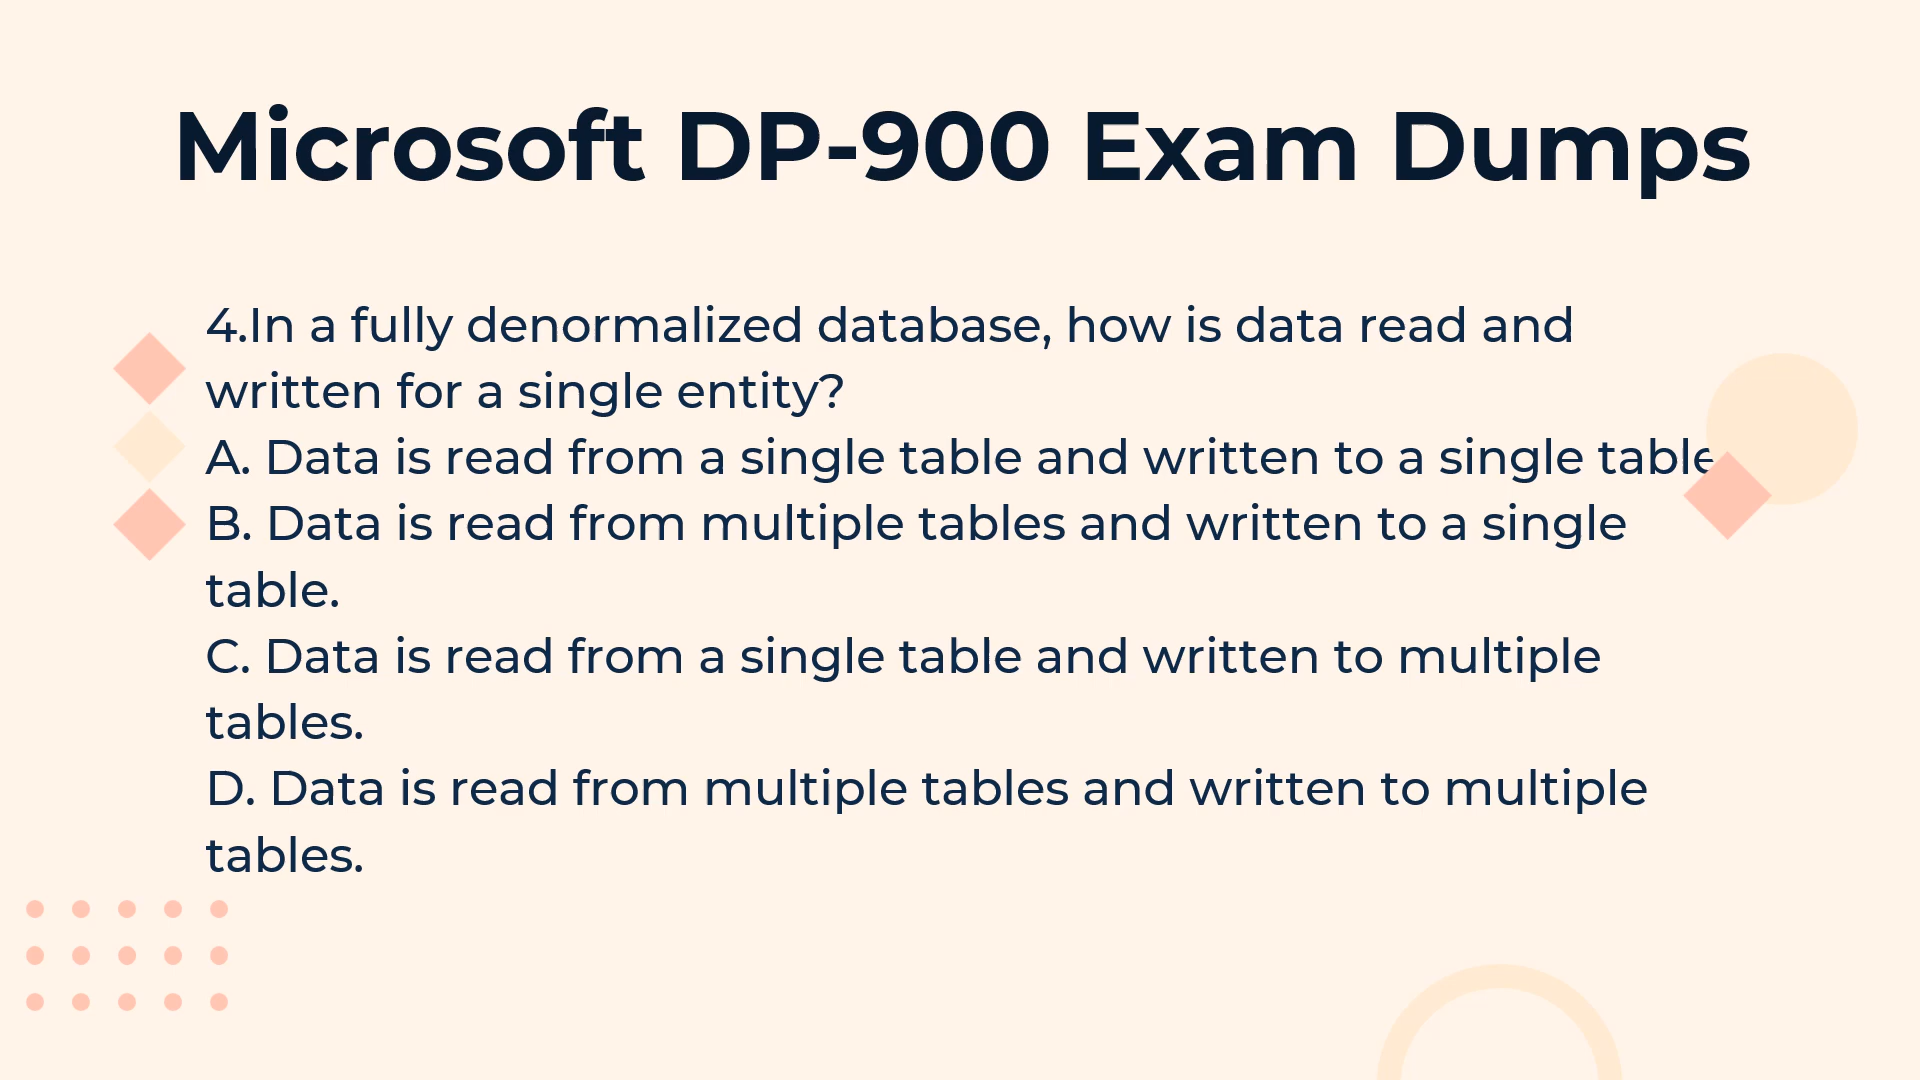 Microsoft DP-900 Exam Dumps
4.In a fully denormalized database, how is data read and
written for a single entity?
A. Data is read from a single table and written to a single table
B. Data is read from multiple tables and written to a single
table.
C. Data is read from a single table and written to multiple
tables.
D. Data is read from multiple tables and written to multiple
tables.